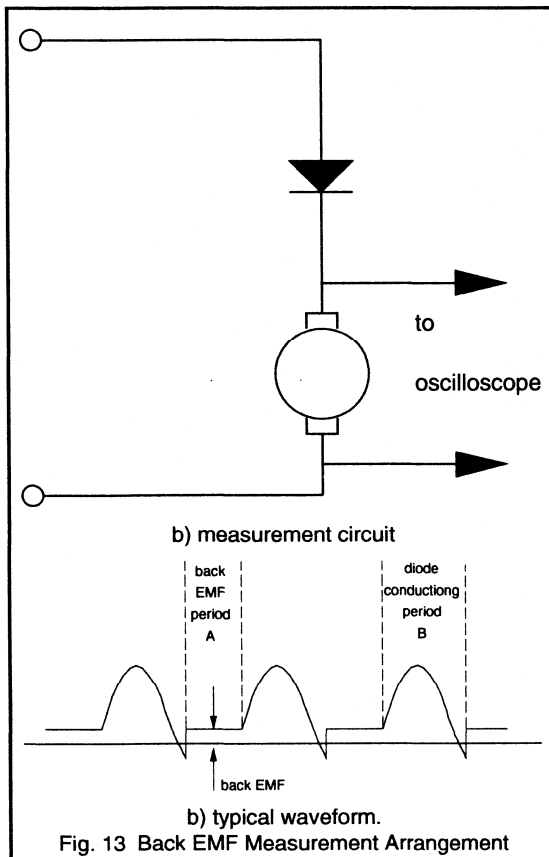 to
oscilloscope
b) measurement circuit
back
EMF
period
A
diode
conductiong
period
B
back EMF
b) typical waveform.
Fig. 13 Back EMF Measurement Arrangement